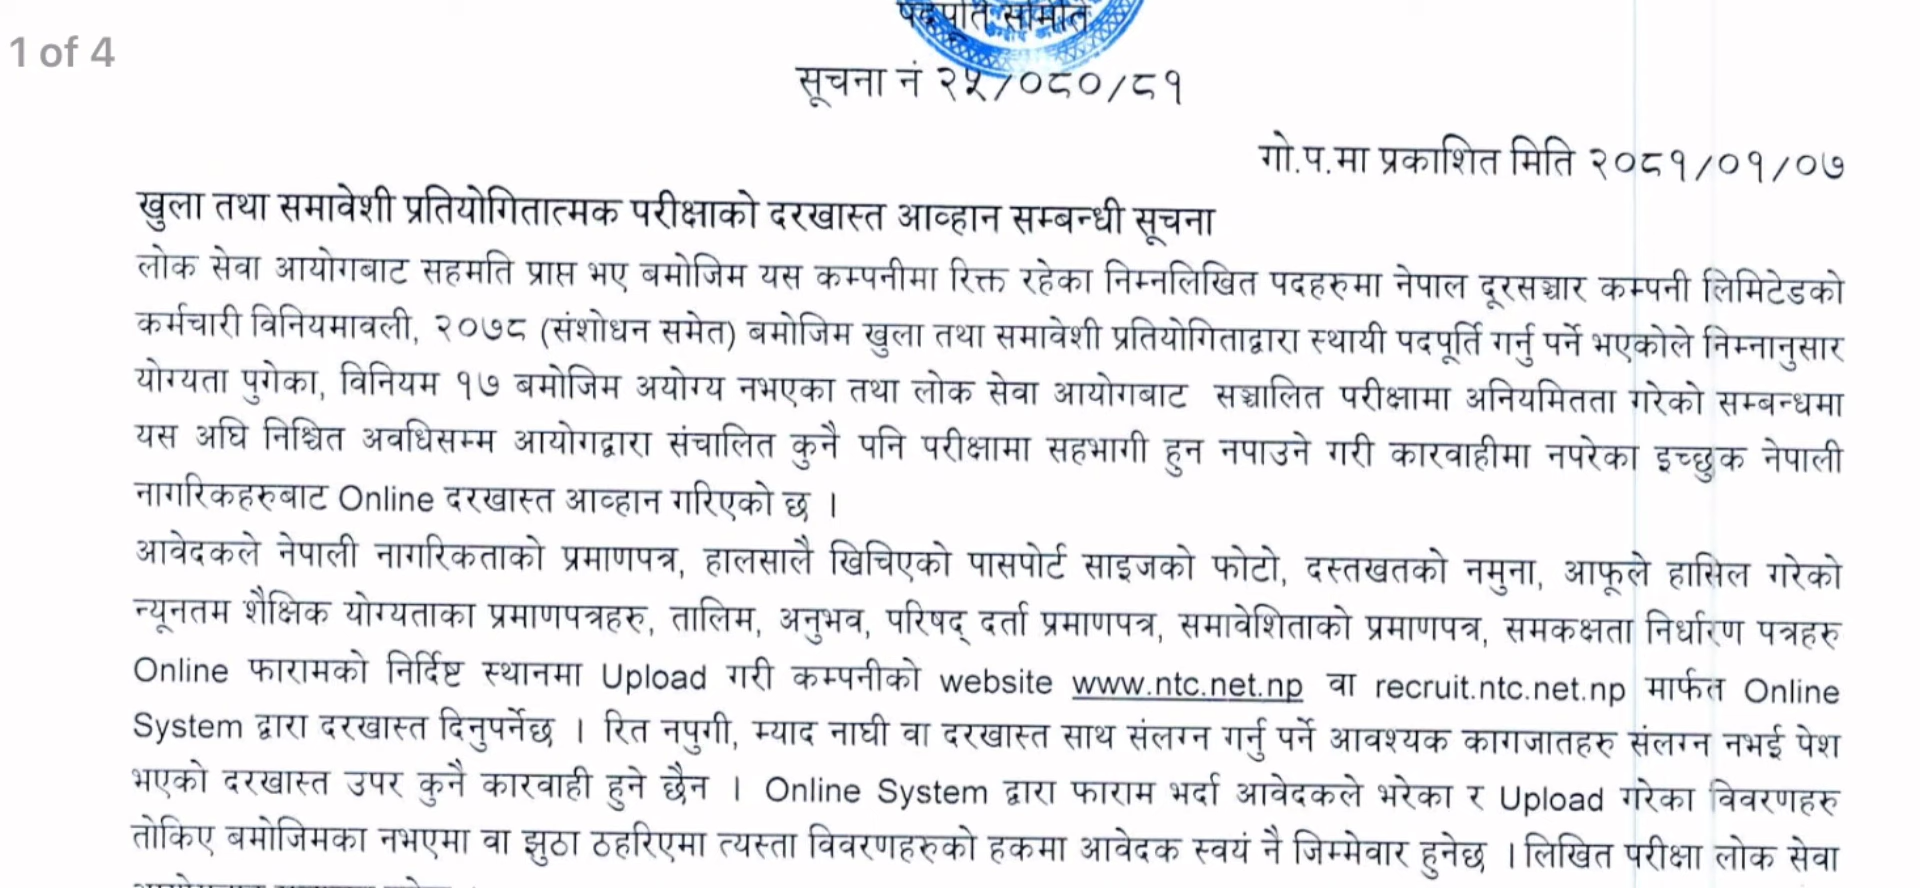 1 of 4
पदपूर्ति समिति
सूचना नं २५/०८०/८१
गो.प.मा प्रकाशित मिति २०८१/०१/०७
खुला तथा समावेशी प्रतियोगितात्मक परीक्षाको दरखास्त आव्हान सम्बन्धी सूचना
लोक सेवा आयोगबाट सहमति प्राप्त भए बमोजिम यस कम्पनीमा रिक्त रहेका निम्नलिखित पदहरुमा नेपाल दूरसञ्चार कम्पनी लिमिटेडको
कर्मचारी विनियमावली, २०७८ (संशोधन समेत) बमोजिम खुला तथा समावेशी प्रतियोगिताद्वारा स्थायी पदपूर्ति गर्नु पर्ने भएकोले निम्नानुसार
योग्यता पुगेका, विनियम १७ बमोजिम अयोग्य नभएका तथा लोक सेवा आयोगबाट सञ्चालित परीक्षामा अनियमितता गरेको सम्बन्धमा
यस अघि निश्चित अवधिसम्म आयोगद्वारा संचालित कुनै पनि परीक्षामा सहभागी हुन नपाउने गरी कारवाहीमा नपरेका इच्छुक नेपाली
नागरिकहरुबाट Online दरखास्त आव्हान गरिएको छ ।
आवेदकले नेपाली नागरिकताको प्रमाणपत्र, हालसालै खिचिएको पासपोर्ट साइजको फोटो, दस्तखतको नमुना, आफूले हासिल गरेको
न्यूनतम शैक्षिक योग्यताका प्रमाणपत्रहरु, तालिम, अनुभव, परिषद् दर्ता प्रमाणपत्र, समावेशिताको प्रमाणपत्र, समकक्षता निर्धारण पत्रहरु
Online फारामको निर्दिष्ट स्थानमा Upload गरी कम्पनीको website www.ntc.net.np वा recruit.ntc.net.np मार्फत Online
System द्वारा दरखास्त दिनुपर्नेछ । रित नपुगी, म्याद नाघी वा दरखास्त साथ संलग्न गर्नु पर्ने आवश्यक कागजातहरु संलग्न नभई पेश
भएको दरखास्त उपर कुनै कारवाही हुने छैन । Online System द्वारा फाराम भर्दा आवेदकले भरेका र Upload गरेका विवरणहरु
तोकिए बमोजिमका नभएमा वा झुठा ठहरिएमा त्यस्ता विवरणहरुको हकमा आवेदक स्वयं नै जिम्मेवार हुनेछ । लिखित परीक्षा लोक सेवा